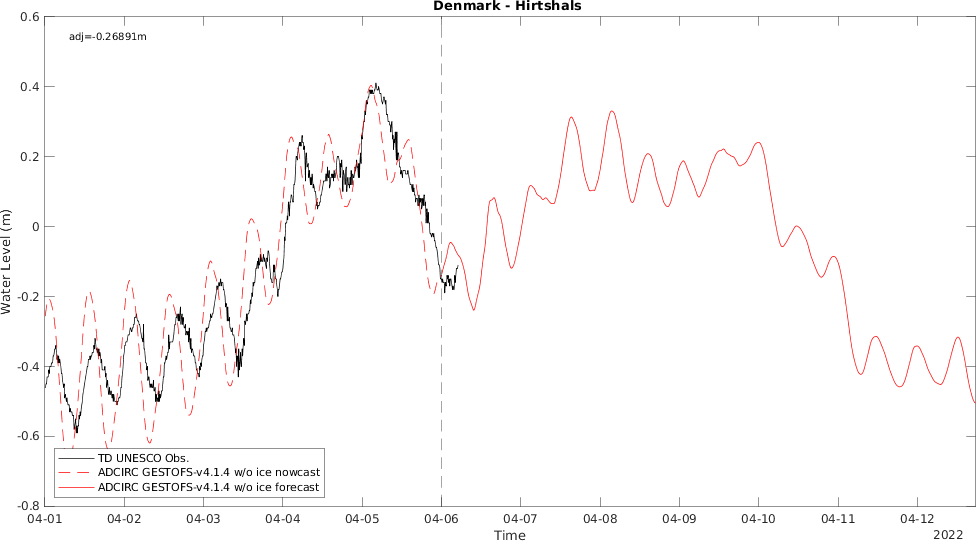 Denmark - Hirtshals
adj=-0.26891m
Water Level (m)
0.6
0.4
0.2
0
-0.2
-0.4
-0.6
-0.8
TD UNESCO Obs.
ADCIRC GESTOFS-v4.1.4 w/o ice nowcast
ADCIRC GESTOFS-v4.1.4 w/o ice forecast
04-01 04-02 04-03 04-04 04-05 04-06 04-07 04-08 04-09 04-10 04-11 04-12
Time
2022